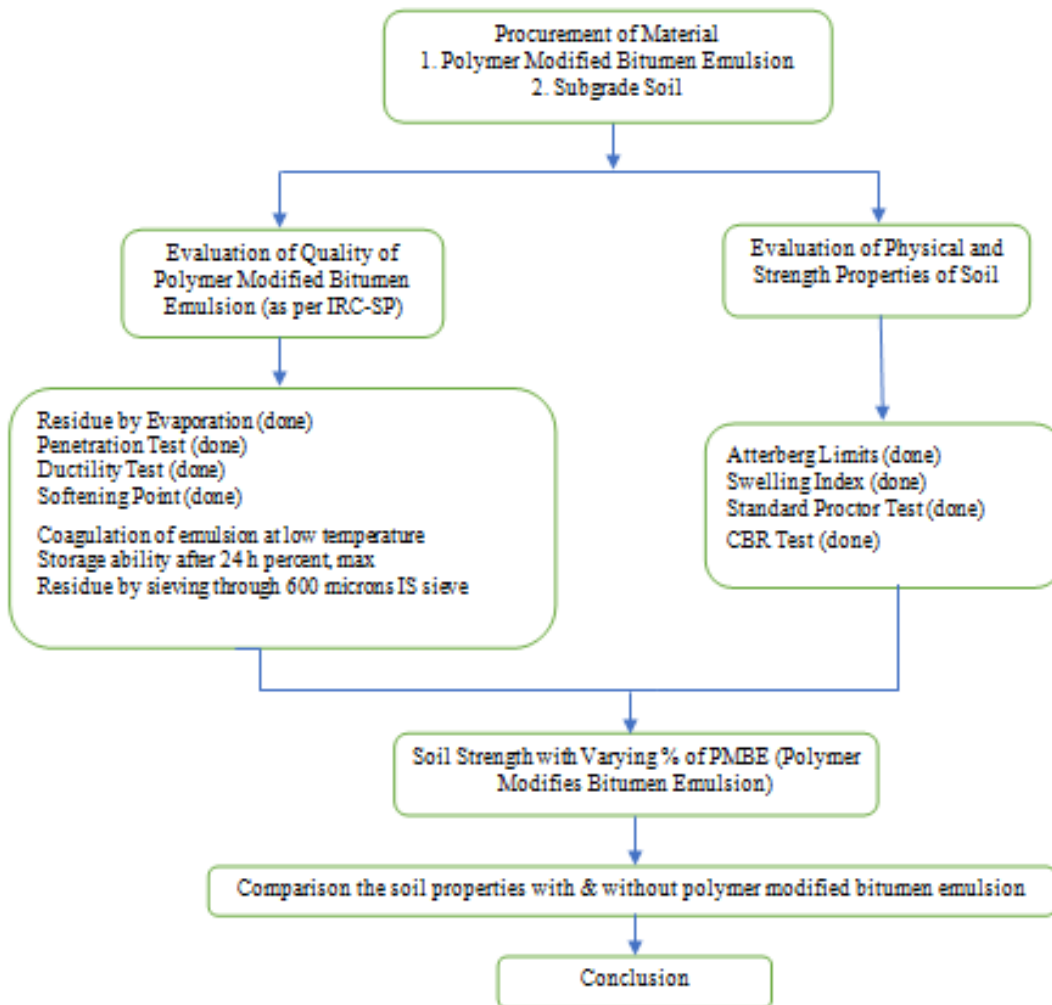 Procurement of Material
1. Polymer Modified Bitumen Emulsion
2. Subgrade Soil
Evaluation of Quality of
Polymer Modified Bitumen
Emulsion (as per IRC-SP)
Evaluation of Physical and
Strength Properties of Soil
Residue by Evaporation (done)
Penetration Test (done)
Ductility Test (done)
Softening Point (done)
Coagulation of emulsion at low temperature
Storage ability after 24 h percent, max
Residue by sieving through 600 microns IS sieve
Atterberg Limits (done)
Swelling Index (done)
Standard Proctor Test (done)
CBR Test (done)
Soil Strength with Varying % of PMBE (Polymer
Modifies Bitumen Emulsion)
Comparison the soil properties with & without polymer modified bitumen emulsion
Conclusion